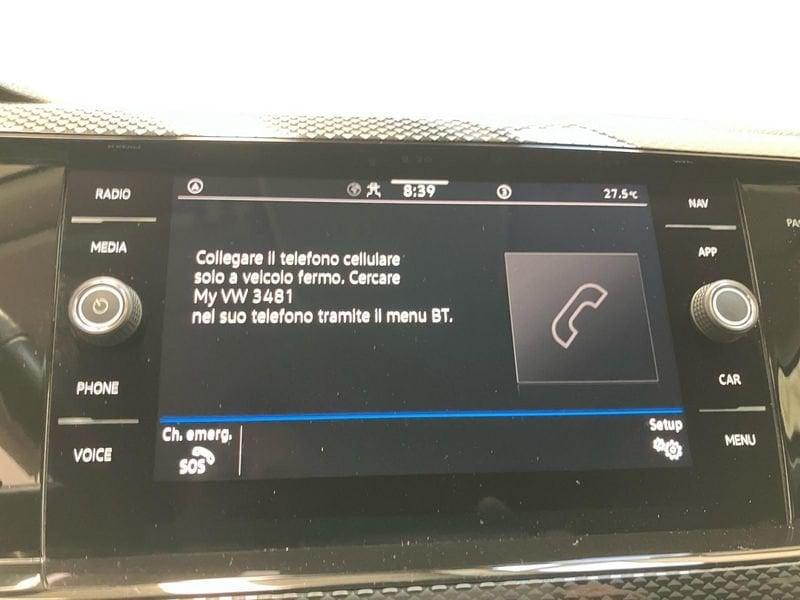 RADIO
MEDIA
PHONE
VOICE
8:39
27.5°C
Collegare il telefono cellulare
solo a veicolo fermo. Cercare
My VW 3481
nel suo telefono tramite il menu BT.
Ch. emerg.
SOS
Setup
NAV
APP
CAR
MENU